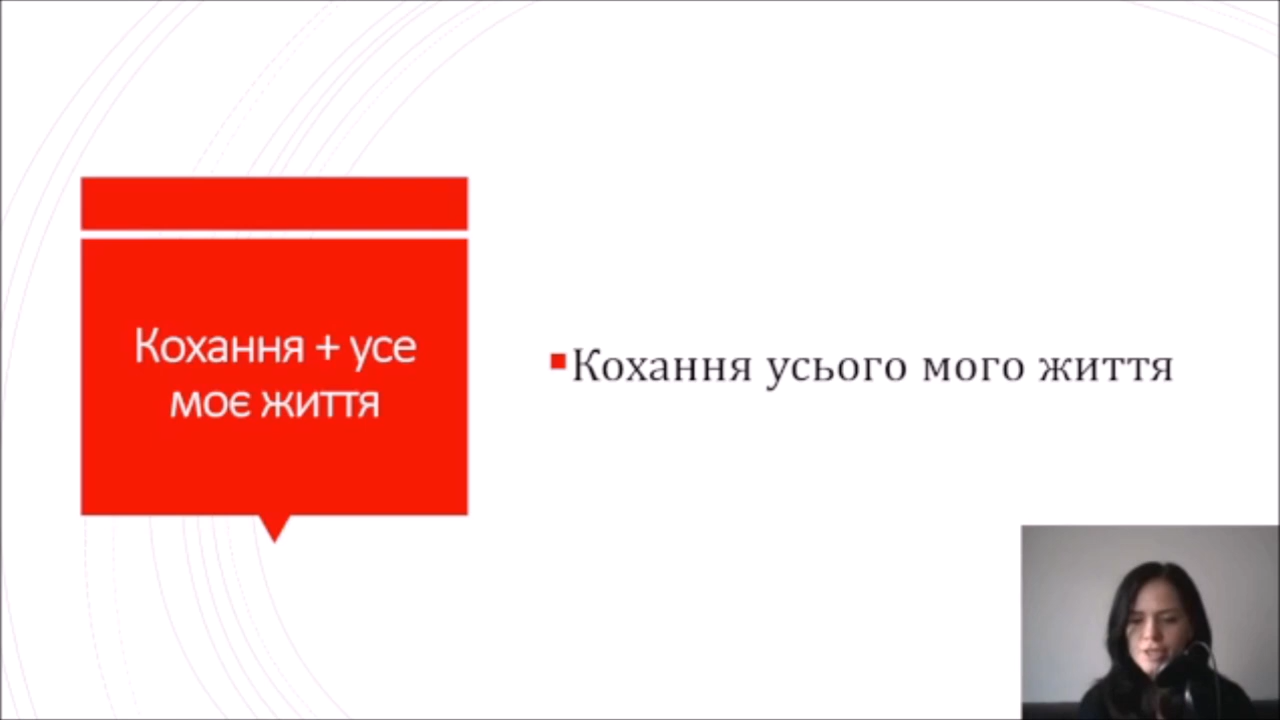 Кохання + усе
моє життя
Кохання усього мого життя